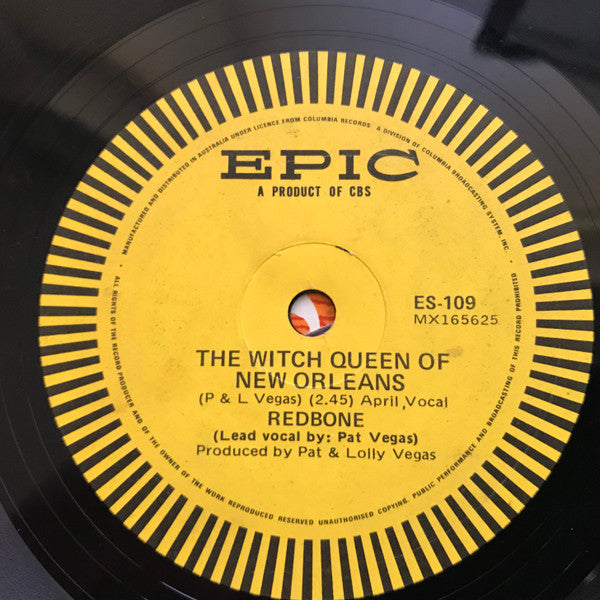 MANUFACTURED AND DISTRIBUTED IN AUSTRALIA UNDER LICENCE FROM COLUMBIA RECORDS A DIVISION OF COLUMBIA BROADCASTING SYSTEM, INC.
EPIC
A PRODUCT OF CBS
ES-109
MX165625
THE WITCH QUEEN OF
NEW ORLEANS
(P & L Vegas) (2.45) April, Vocal
REDBONE
(Lead vocal by: Pat Vegas)
Produced by Pat & Lolly Vegas
ALL RIGHTS OF THE RECORD PRODUCER AND OF THE OWNER OF THE WORK REPRODUCED RESERVED UNAUTHORISED COPYING, PUBLIC PERFORMANCE AND BROADCASTING OF THIS RECORD PROHIBITED